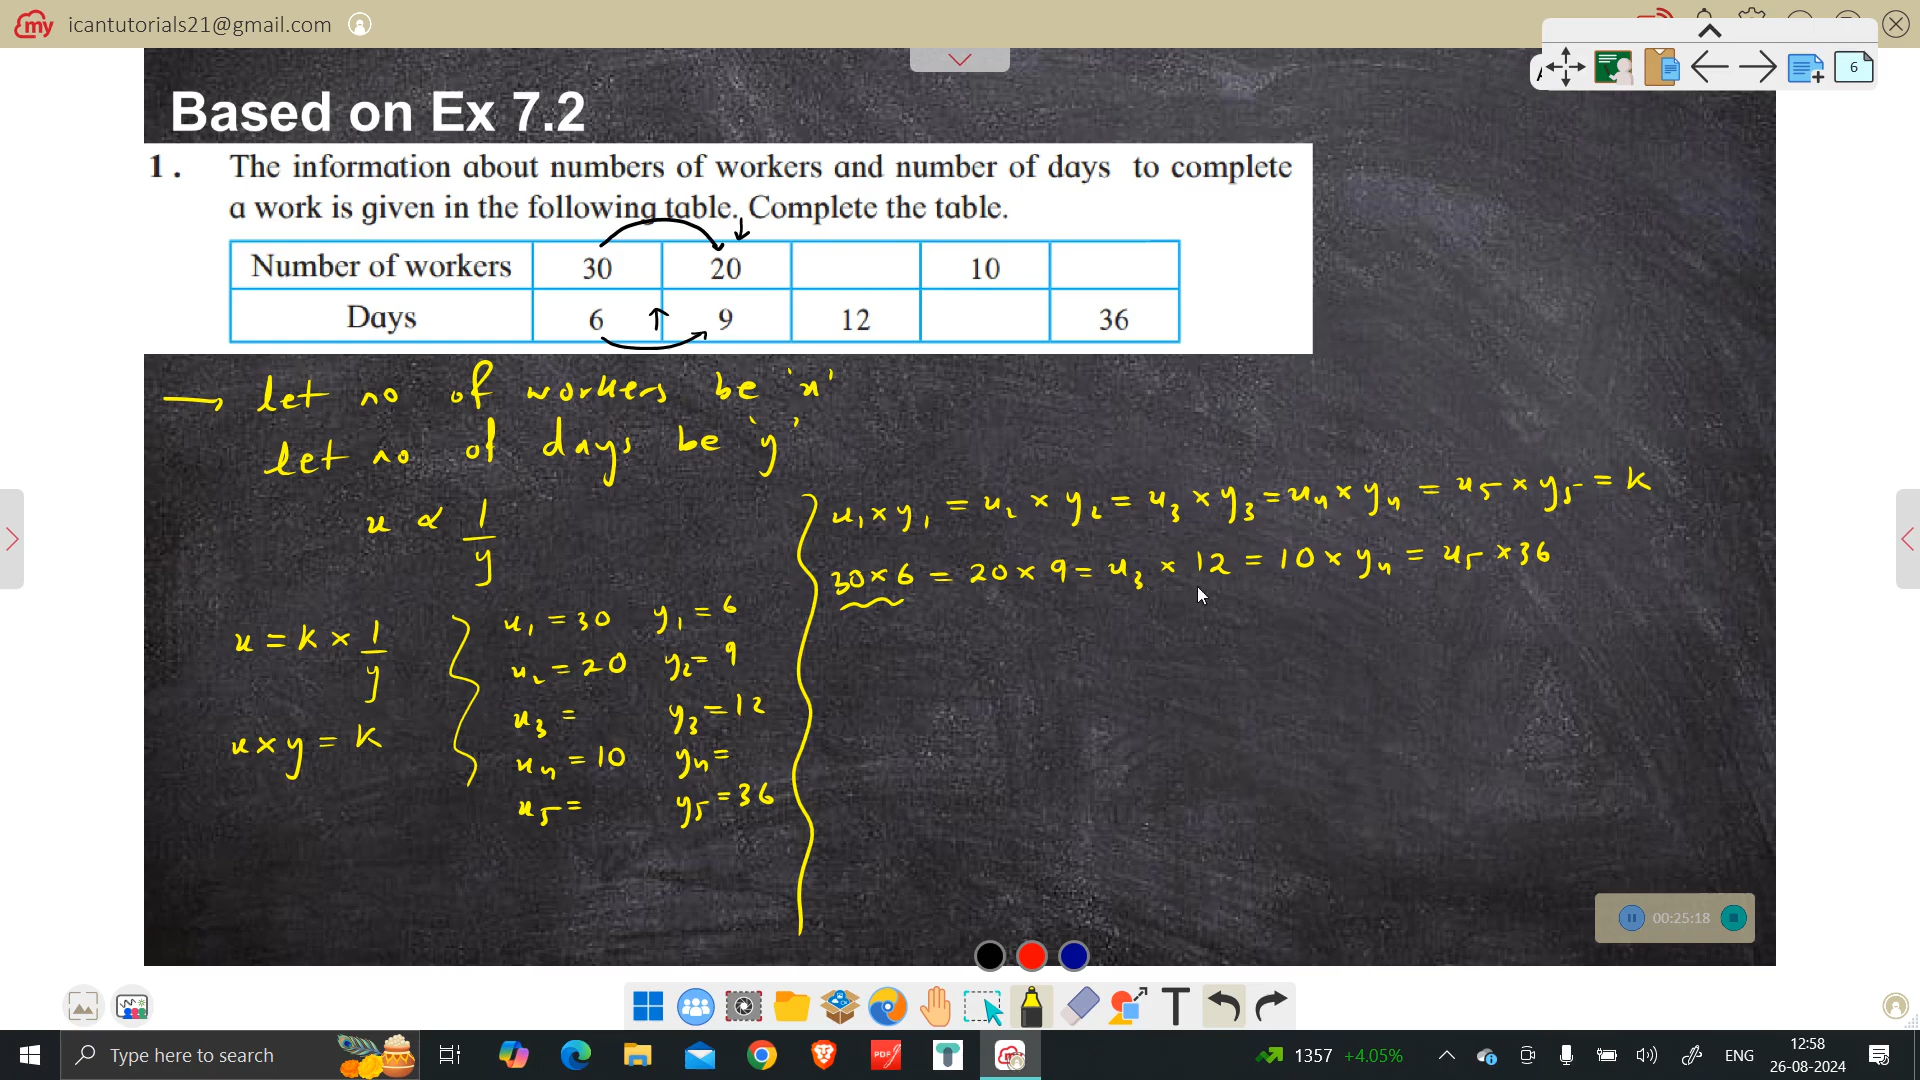 my icantutorials21@gmail.com
6
Based on Ex 7.2
1. The information about numbers of workers and number of days to complete
a work is given in the following table. Complete the table.
Number of workers 30 20 10
Days 6 9 12 36
→ let no of workers be 'x'
let no of days be 'y'
x ∝ 1/y
x = k × 1/y
x × y = k
x₁ = 30 y₁ = 6
x₂ = 20 y₂ = 9
x₃ = y₃ = 12
x₄ = 10 y₄ =
x₅ = y₅ = 36
x₁ × y₁ = x₂ × y₂ = x₃ × y₃ = x₄ × y₄ = x₅ × y₅ = k
30 × 6 = 20 × 9 = x₃ × 12 = 10 × y₄ = x₅ × 36
00:25:18
T
Type here to search
PDF
my
1357 +4.05%
ENG
12:58
26-08-2024